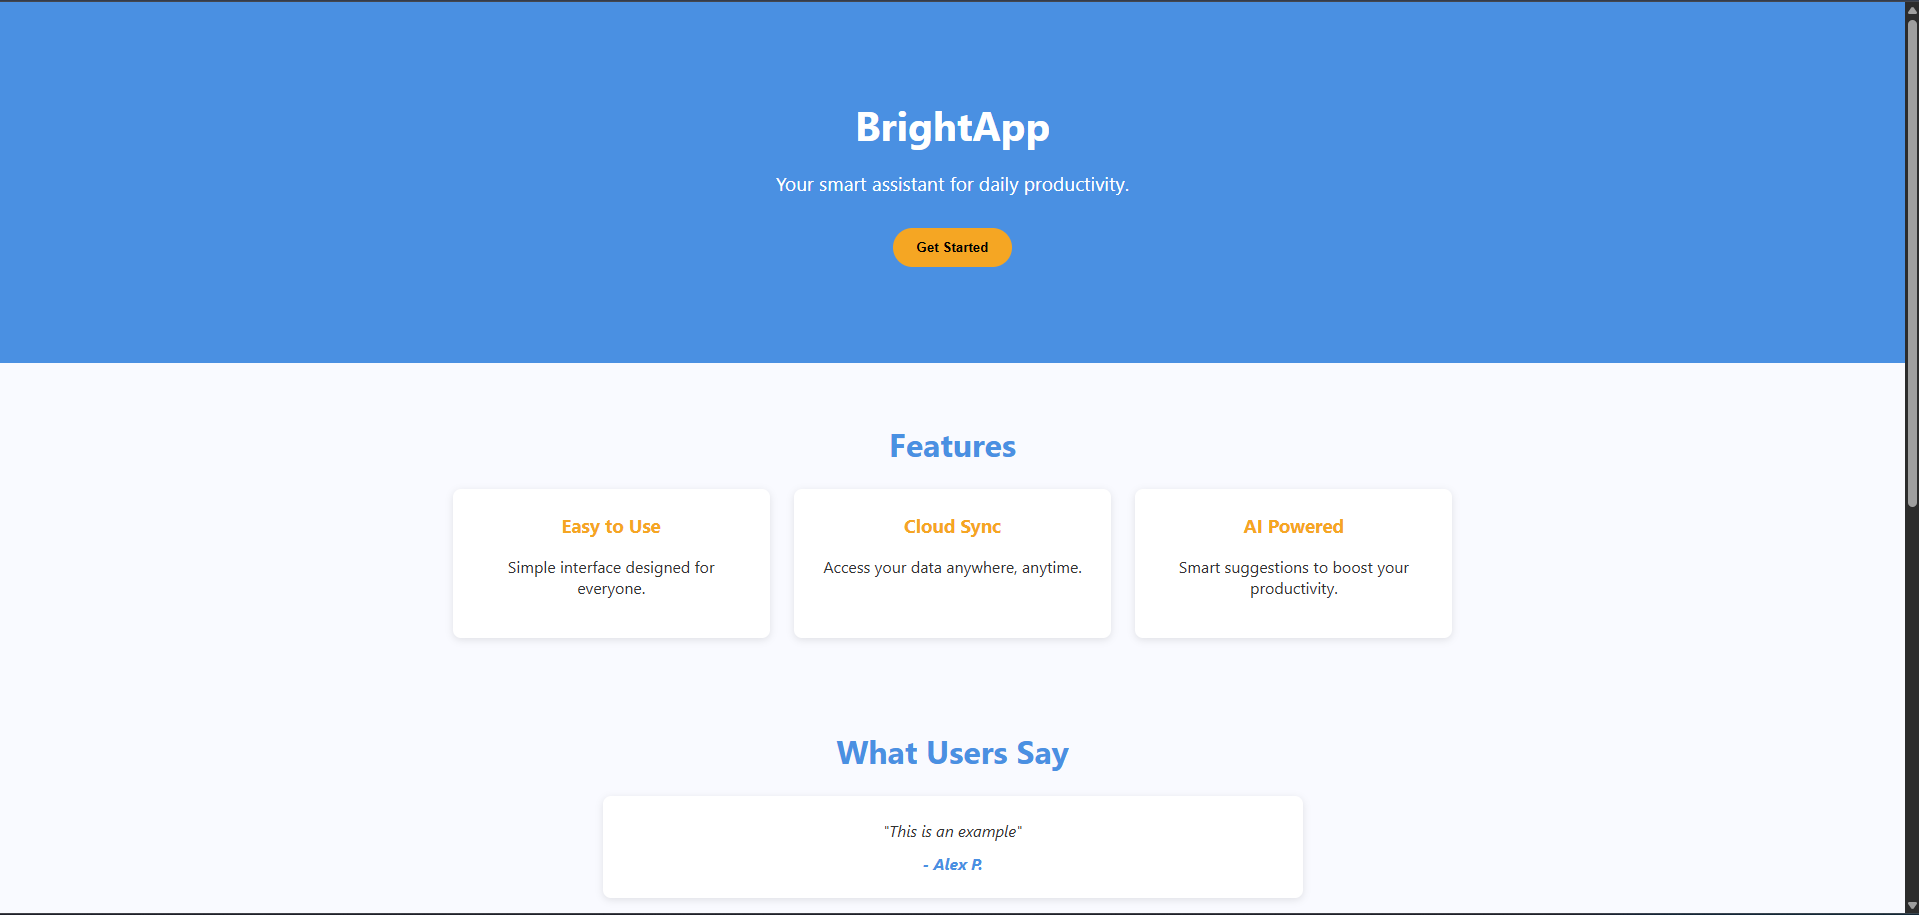 BrightApp
Your smart assistant for daily productivity.
Get Started
Features
Easy to Use
Simple interface designed for
everyone.
Cloud Sync
Access your data anywhere, anytime.
AI Powered
Smart suggestions to boost your
productivity.
What Users Say
"This is an example"
- Alex P.